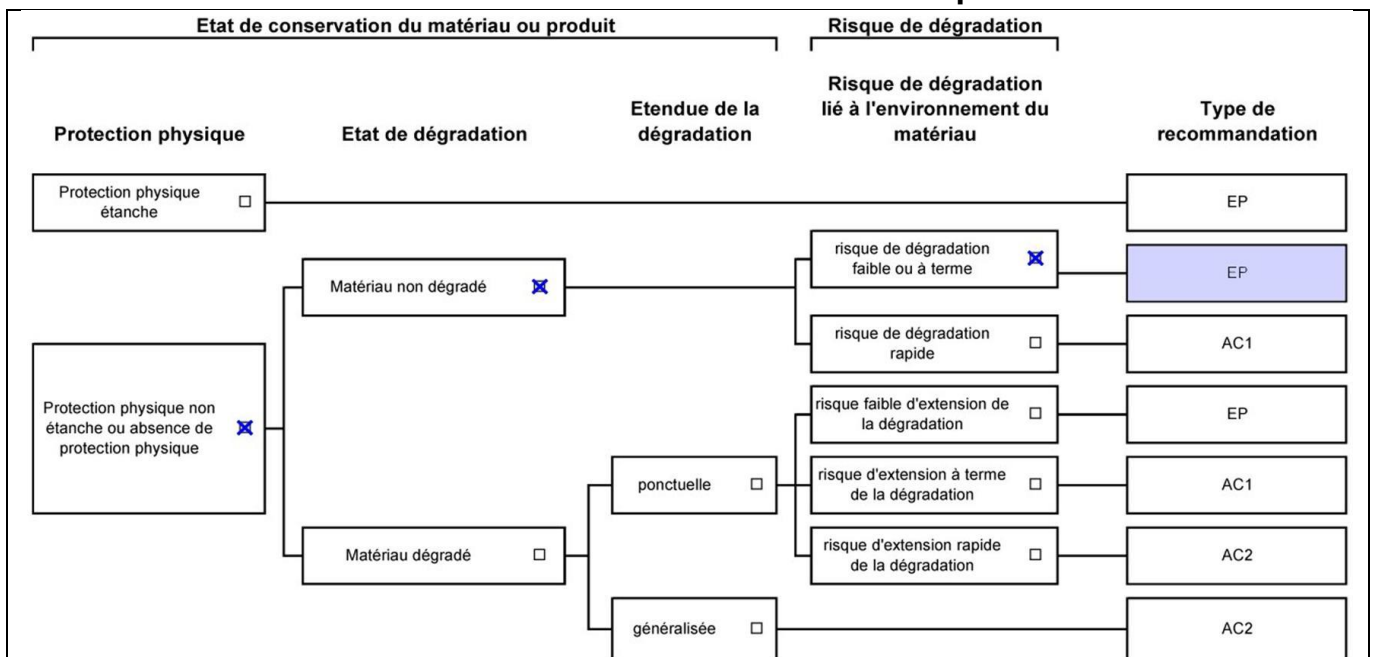 Etat de conservation du matériau ou produit
Risque de dégradation
Protection physique
Etat de dégradation
Etendue de la
dégradation
Risque de dégradation
lié à l'environnement du
matériau
Type de
recommandation
Protection physique
étanche
EP
risque de dégradation
faible ou à terme
EP
Matériau non dégradé
risque de dégradation
rapide
AC1
Protection physique non
étanche ou absence de
protection physique
risque faible d'extension de
la dégradation
EP
ponctuelle
risque d'extension à terme
de la dégradation
AC1
Matériau dégradé
risque d'extension rapide
de la dégradation
AC2
généralisée
AC2